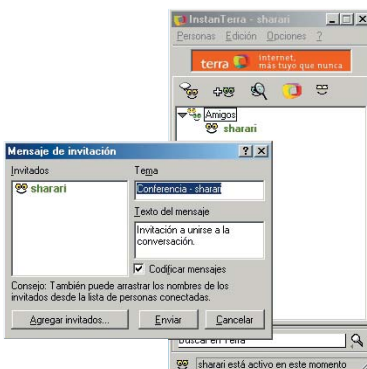 InstanTerra - sharari
Personas Edición Opciones ?
terra internet,
más tuyo que nunca
Amigos
sharari
Mensaje de invitación
Invitados
sharari
Tema
Conferencia - sharari
Texto del mensaje
Invitación a unirse a la
conversación.
Codificar mensajes
Consejo: También puede arrastrar los nombres de los
invitados desde la lista de personas conectadas.
Agregar invitados... Enviar Cancelar
Buscar en Terra
sharari está activo en este momento